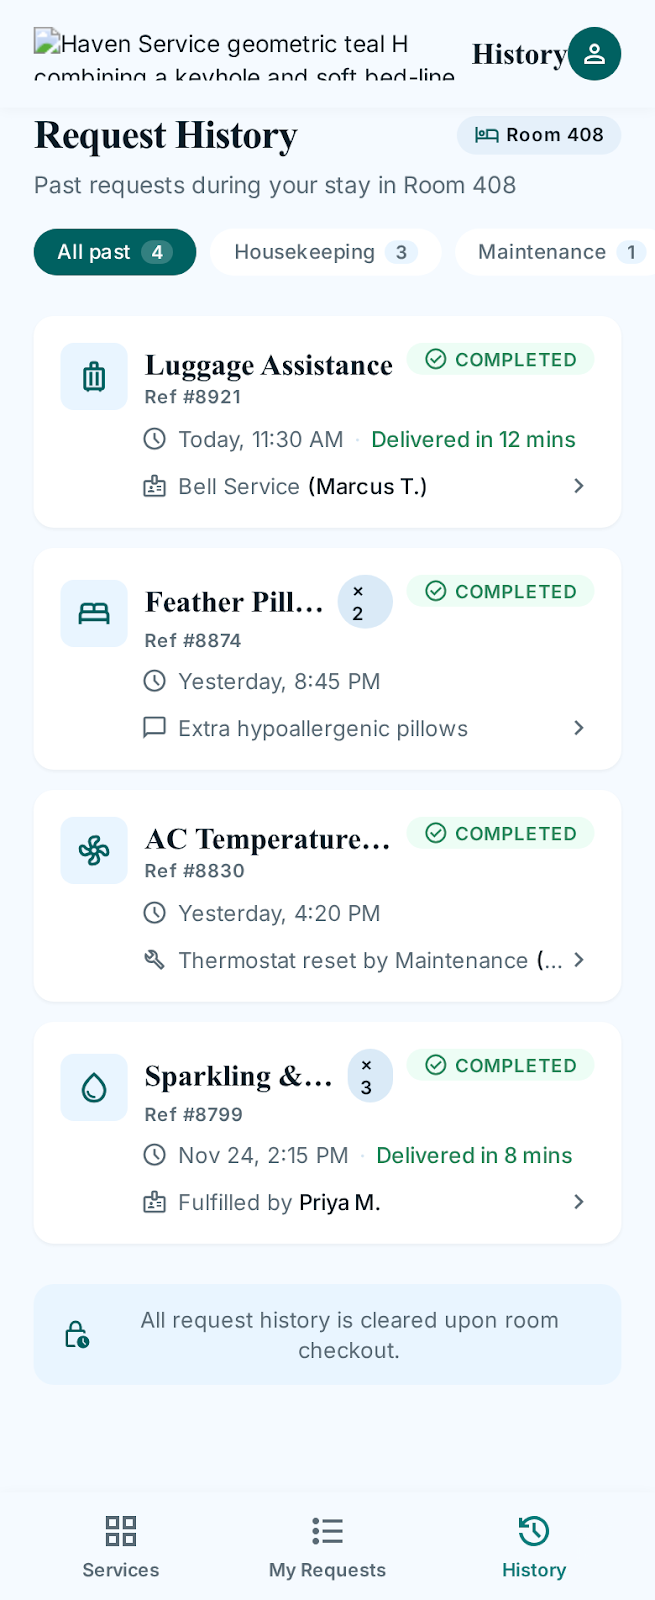 Haven Service geometric teal H
combining a keyhole and soft bed-line
History
Request History
Room 408
Past requests during your stay in Room 408
All past 4
Housekeeping 3
Maintenance 1
Luggage Assistance
COMPLETED
Ref #8921
Today, 11:30 AM · Delivered in 12 mins
Bell Service (Marcus T.)
Feather Pill...
×
2
COMPLETED
Ref #8874
Yesterday, 8:45 PM
Extra hypoallergenic pillows
AC Temperature...
COMPLETED
Ref #8830
Yesterday, 4:20 PM
Thermostat reset by Maintenance (...
Sparkling &...
×
3
COMPLETED
Ref #8799
Nov 24, 2:15 PM · Delivered in 8 mins
Fulfilled by Priya M.
All request history is cleared upon room
checkout.
Services
My Requests
History